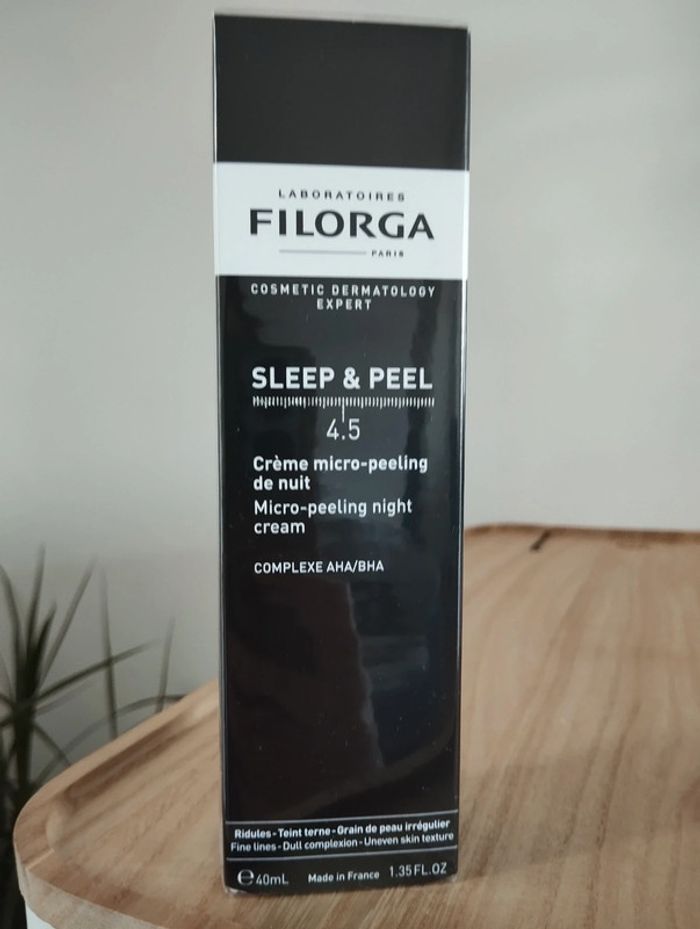 LABORATOIRES
FILORGA
PARIS
COSMETIC DERMATOLOGY
EXPERT
SLEEP & PEEL
4.5
Crème micro-peeling
de nuit
Micro-peeling night
cream
COMPLEXE AHA/BHA
Ridules - Teint terne - Grain de peau irrégulier
Fine lines - Dull complexion - Uneven skin texture
℮40mL Made in France 1.35 FL.OZ